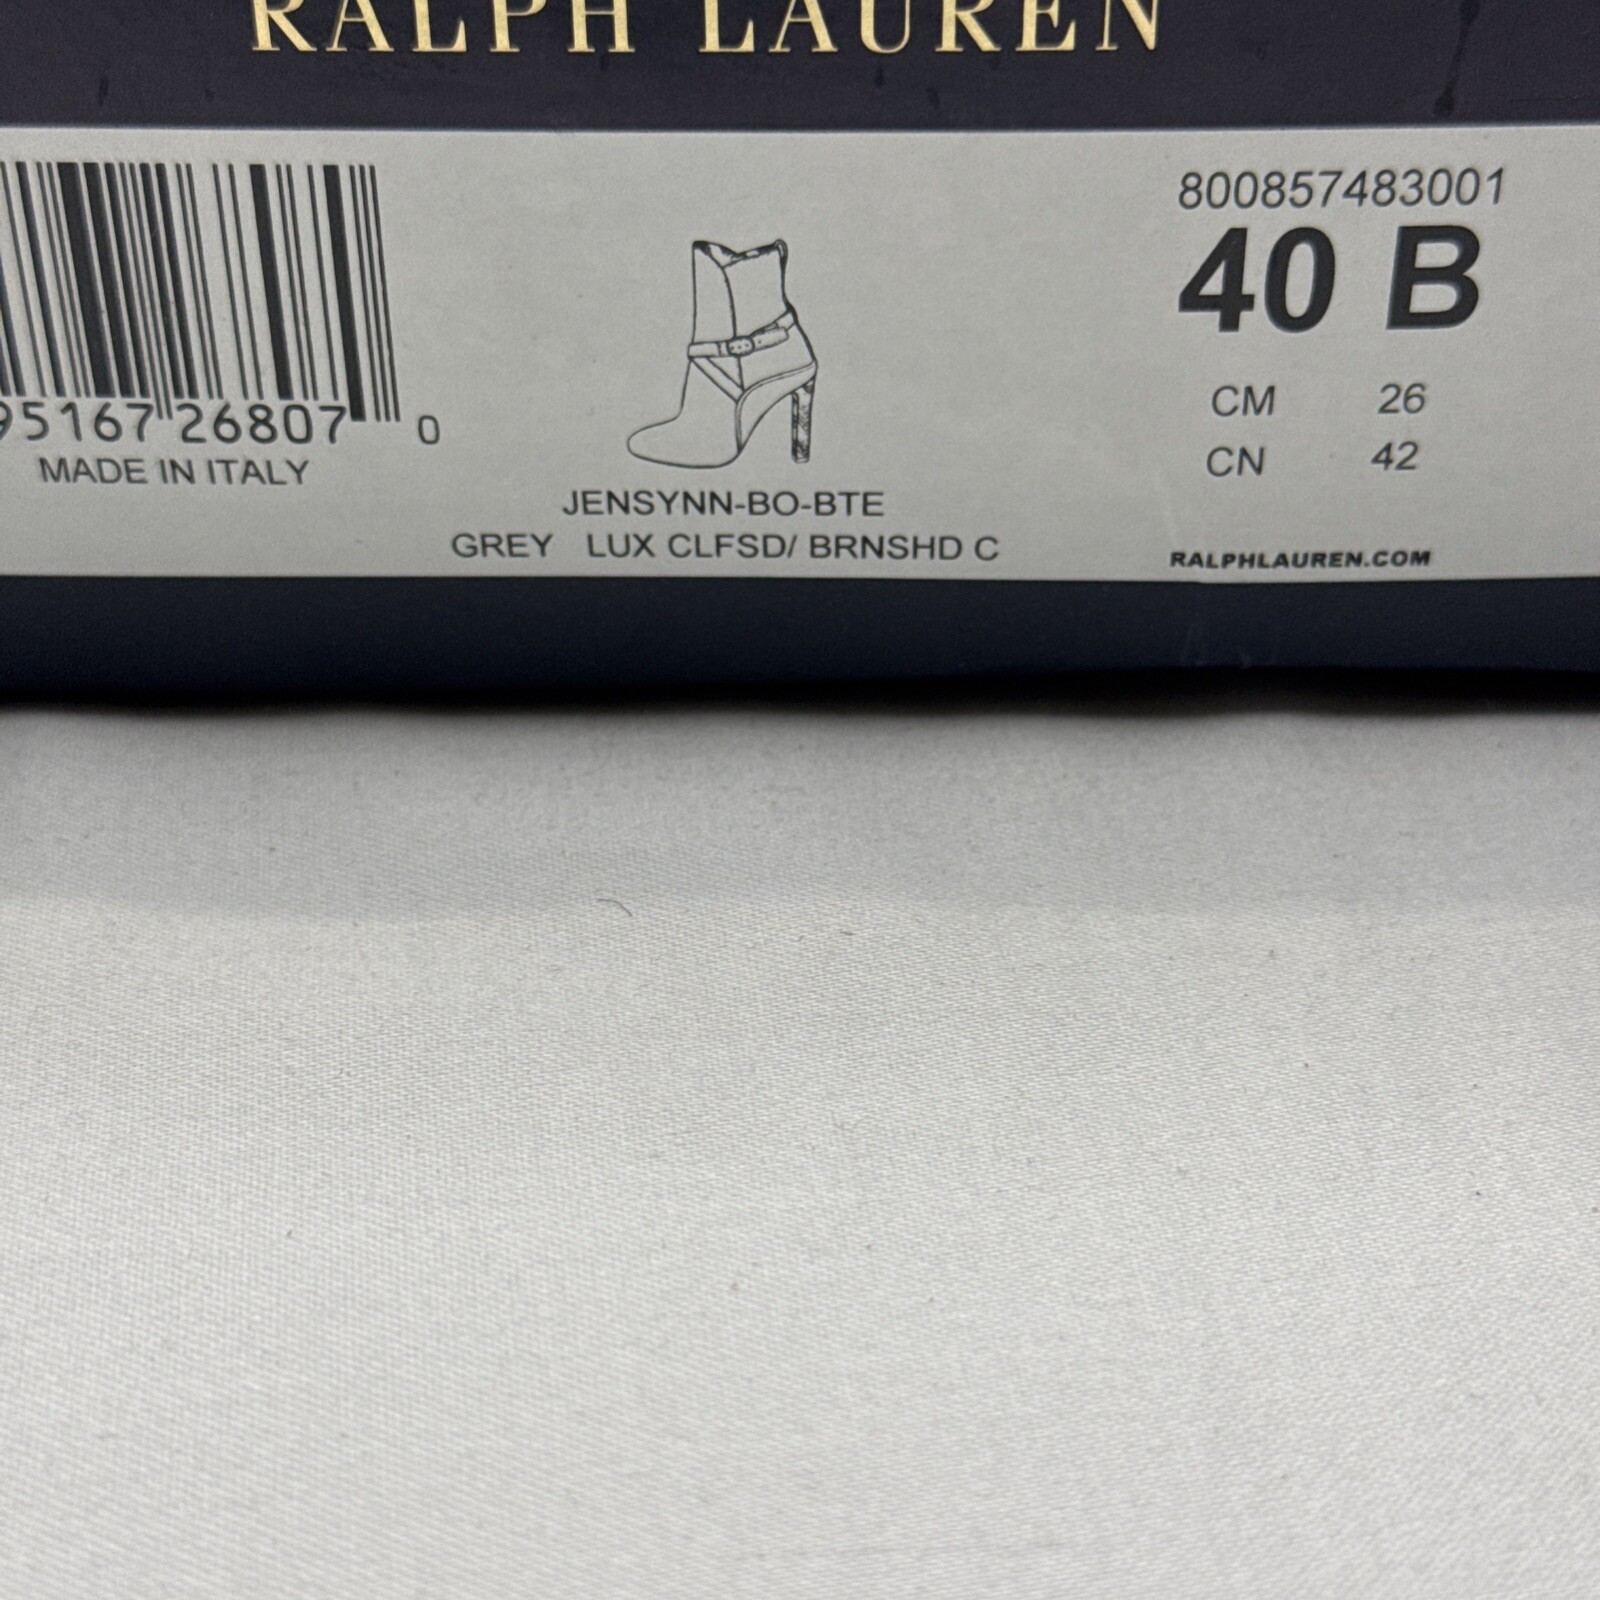 RALPH LAUREN
800857483001
40 B
CM 26
CN 42
RALPHLAUREN.COM
95167 26807 0
MADE IN ITALY
JENSYNN-BO-BTE
GREY LUX CLFSD/ BRNSHD C